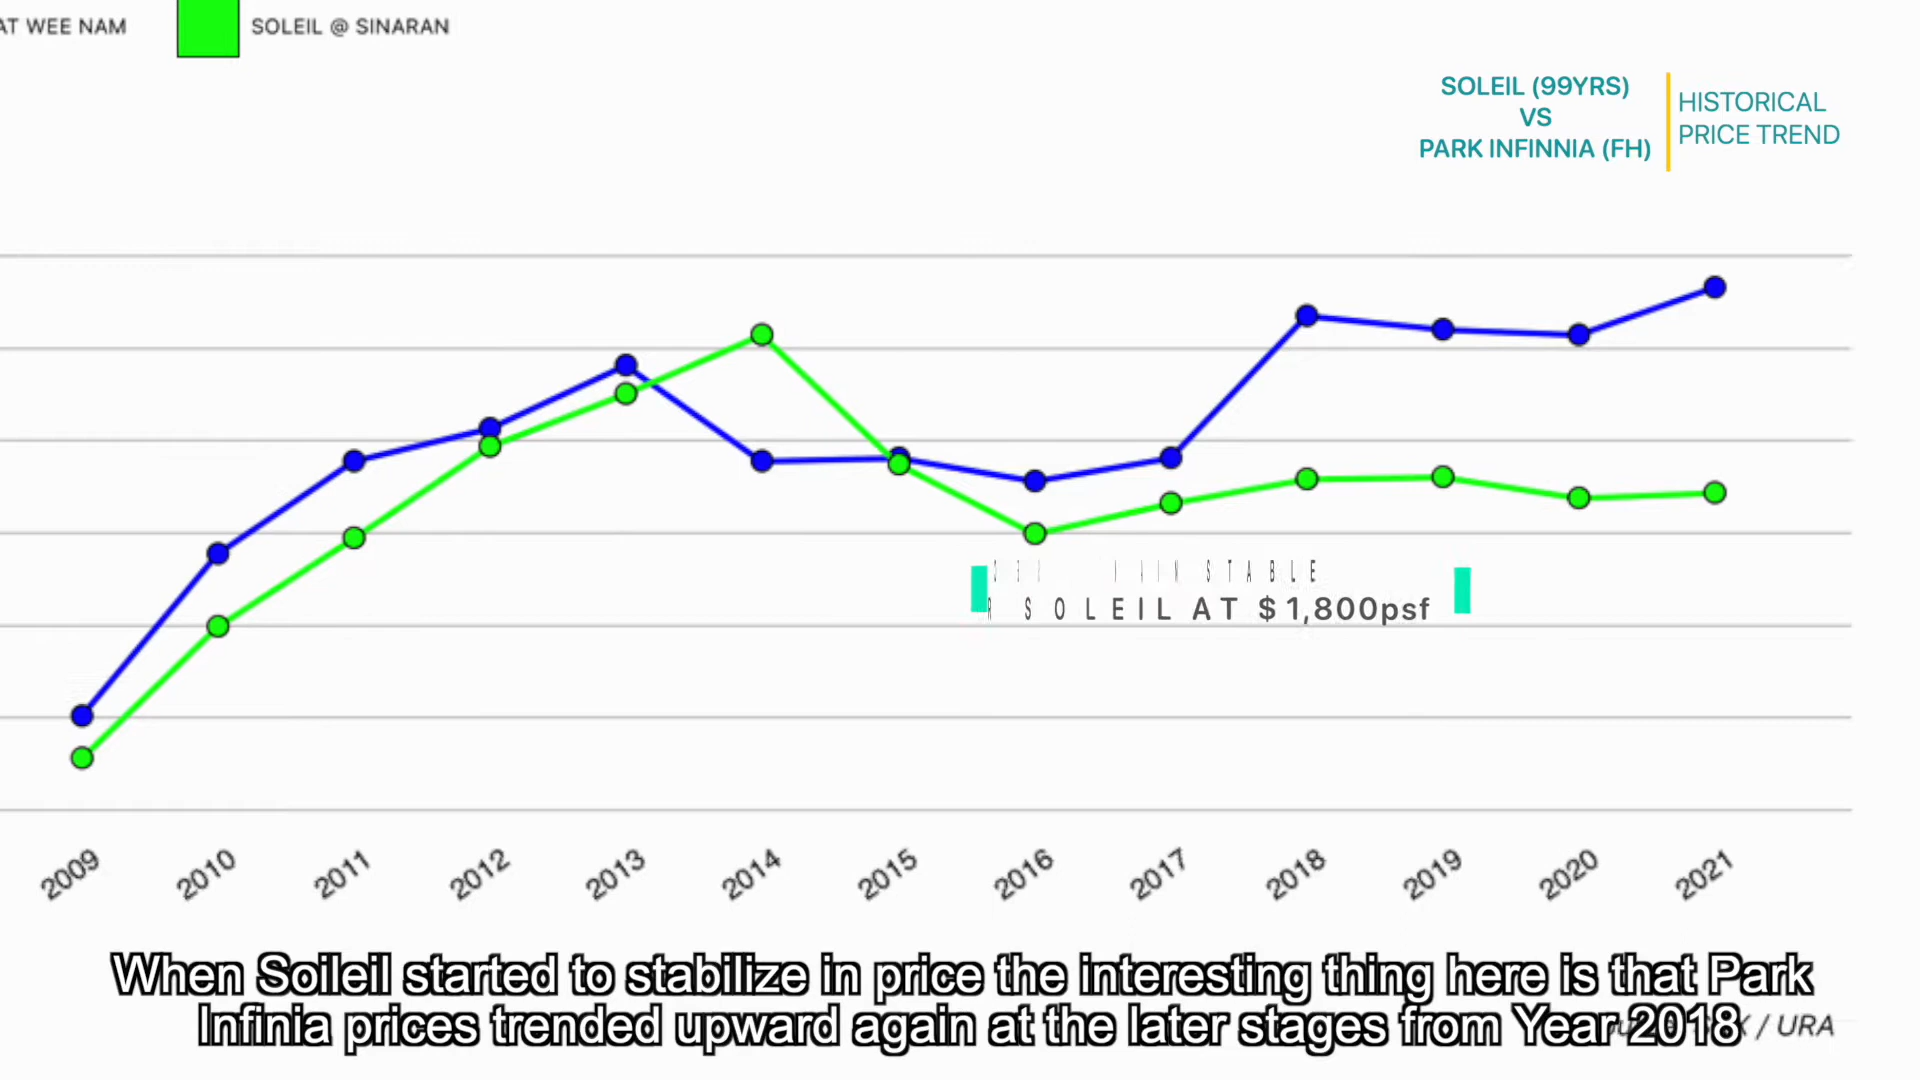 AT WEE NAM
SOLEIL @ SINARAN
SOLEIL (99YRS)
VS
PARK INFINNIA (FH)
HISTORICAL
PRICE TREND
STABLE
SOLEIL AT $1,800psf
2009 2010 2011 2012 2013 2014 2015 2016 2017 2018 2019 2020 2021
When Soileil started to stabilize in price the interesting thing here is that Park
Infinia prices trended upward again at the later stages from Year 2018
/ URA